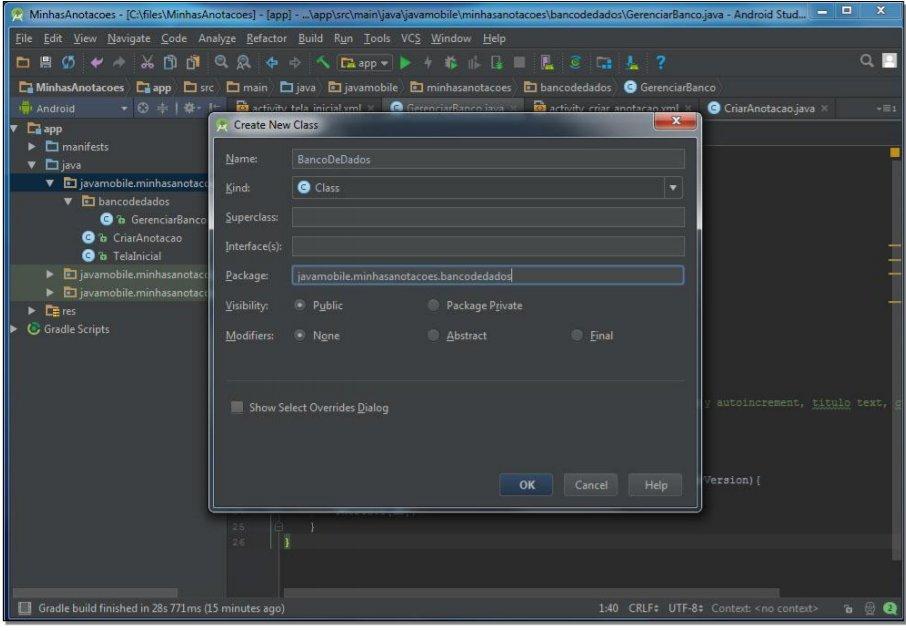 MinhasAnotacoes - [C:\files\MinhasAnotacoes] - [app] - ...\app\src\main\java\javamobile\minhasanotacoes\bancodedados\GerenciarBanco.java - Android Stud...
File Edit View Navigate Code Analyze Refactor Build Run Tools VCS Window Help
app
MinhasAnotacoes app src main java javamobile minhasanotacoes bancodedados GerenciarBanco
Android activity_tela_inicial.xml GerenciarBanco.java activity_criar_anotacao.xml CriarAnotacao.java
Create New Class
app
manifests
java
javamobile.minhasanotaco
bancodedados
GerenciarBanco
CriarAnotacao
TelaInicial
javamobile.minhasanotaco
javamobile.minhasanotaco
res
Gradle Scripts
Name: BancoDeDados
Kind: Class
Superclass:
Interface(s):
Package: javamobile.minhasanotacoes.bancodedados
Visibility: Public Package Private
Modifiers: None Abstract Final
Show Select Overrides Dialog
OK Cancel Help
y autoincrement, titulo text, c
Version){
25 }
26 }
Gradle build finished in 28s 771ms (15 minutes ago) 1:40 CRLF UTF-8 Context: <no context>